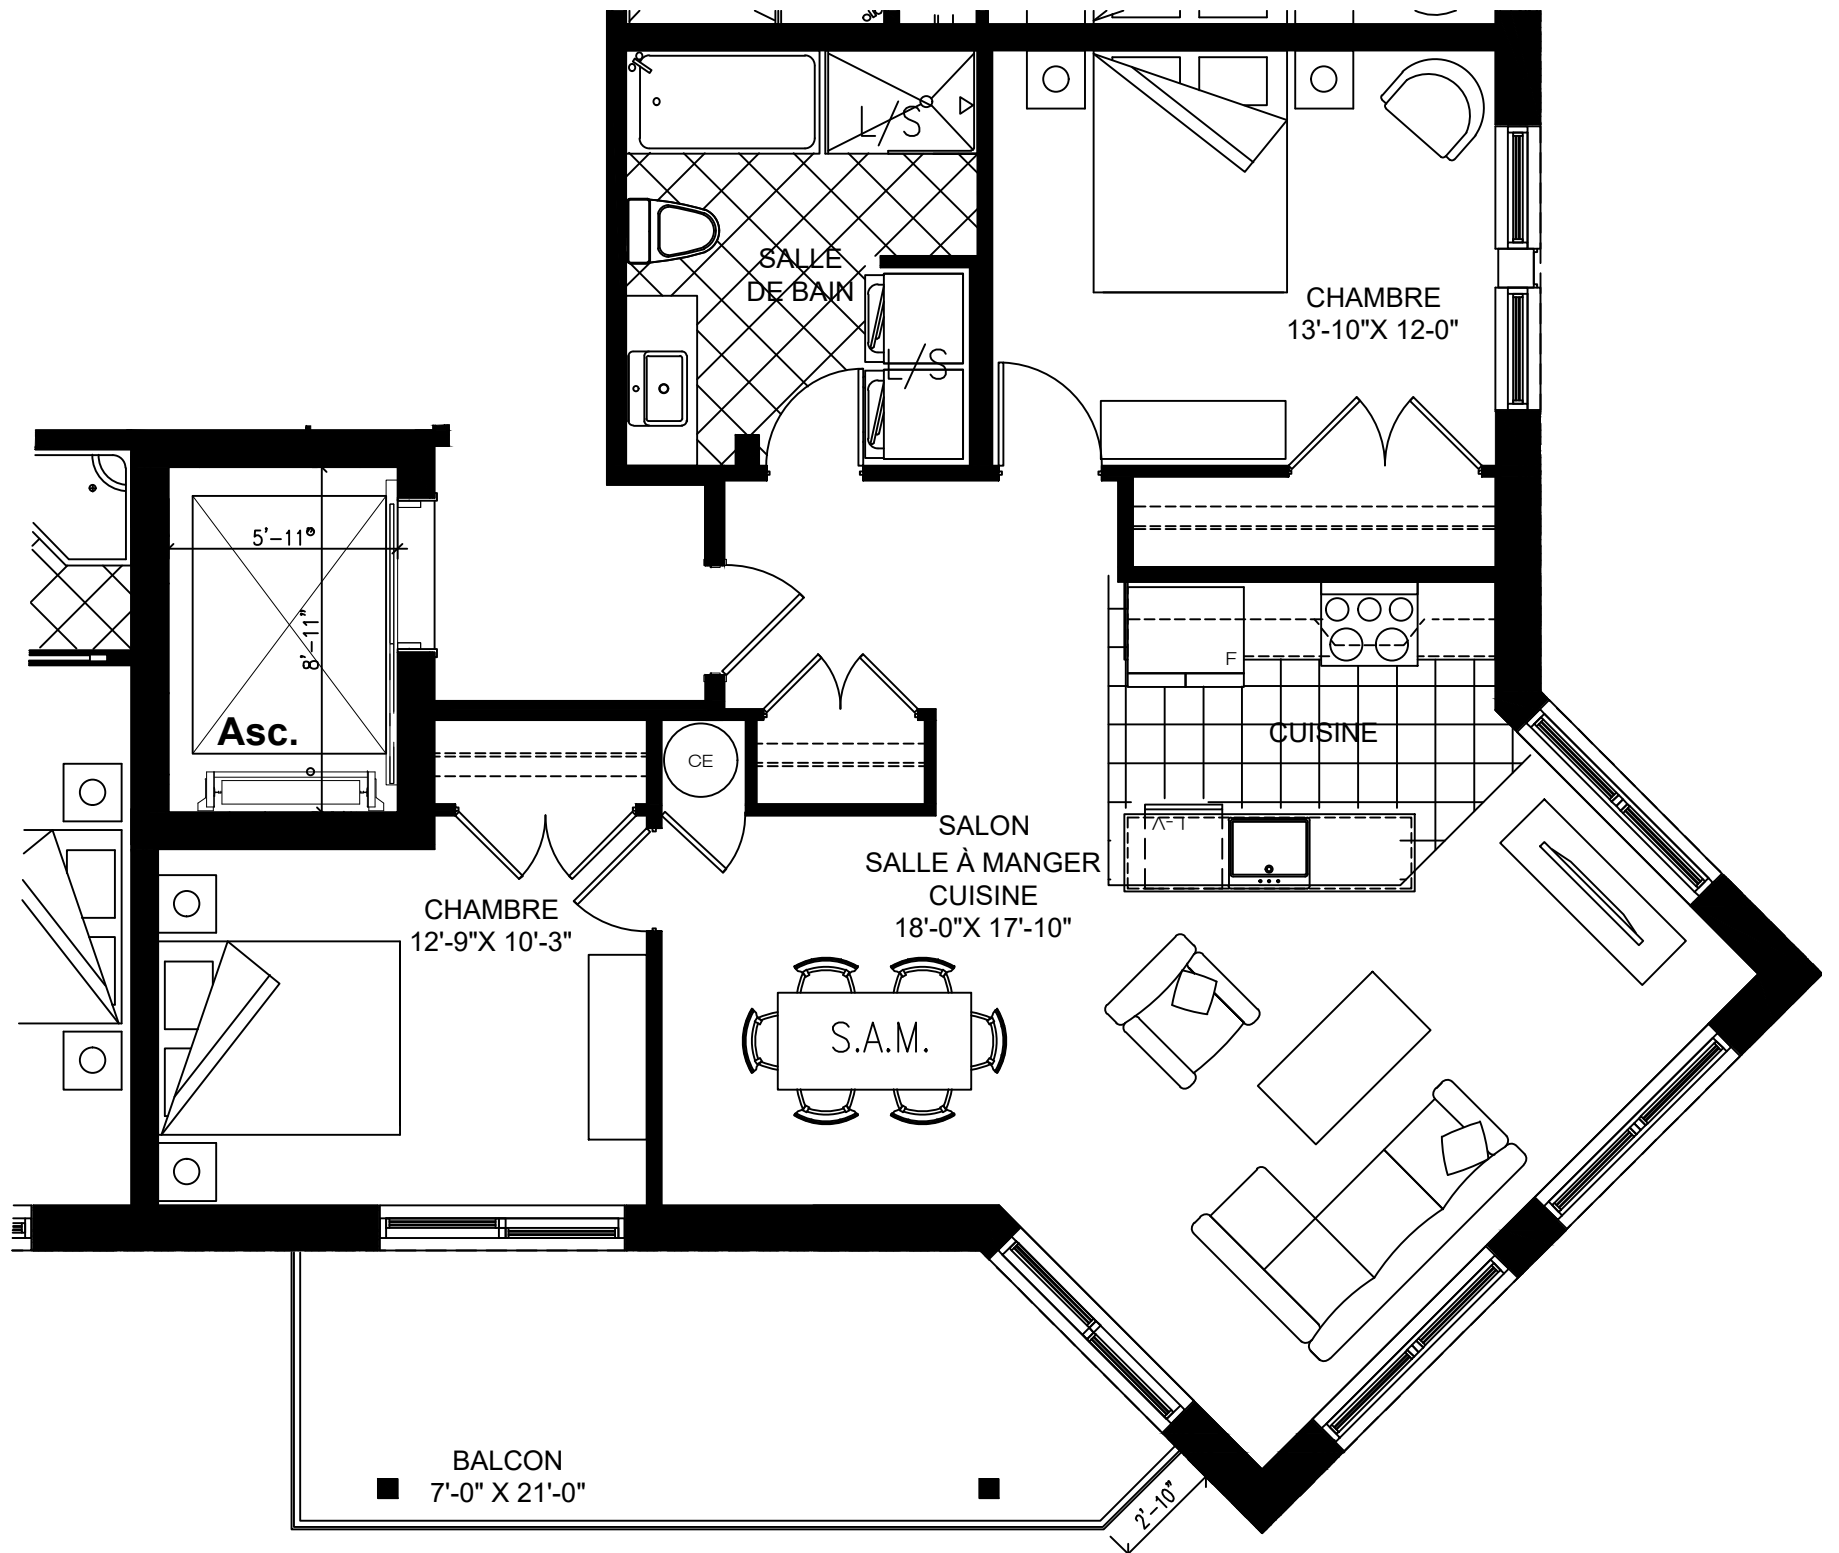 L/S
SALLE
DE BAIN
L/S
CHAMBRE
13'-10"X 12-0"
5'-11"
8'-11"
Asc.
F
CUISINE
CE
L-V
SALON
SALLE À MANGER
CUISINE
18'-0"X 17'-10"
CHAMBRE
12'-9"X 10'-3"
S.A.M.
BALCON
7'-0" X 21'-0"
2'-10"